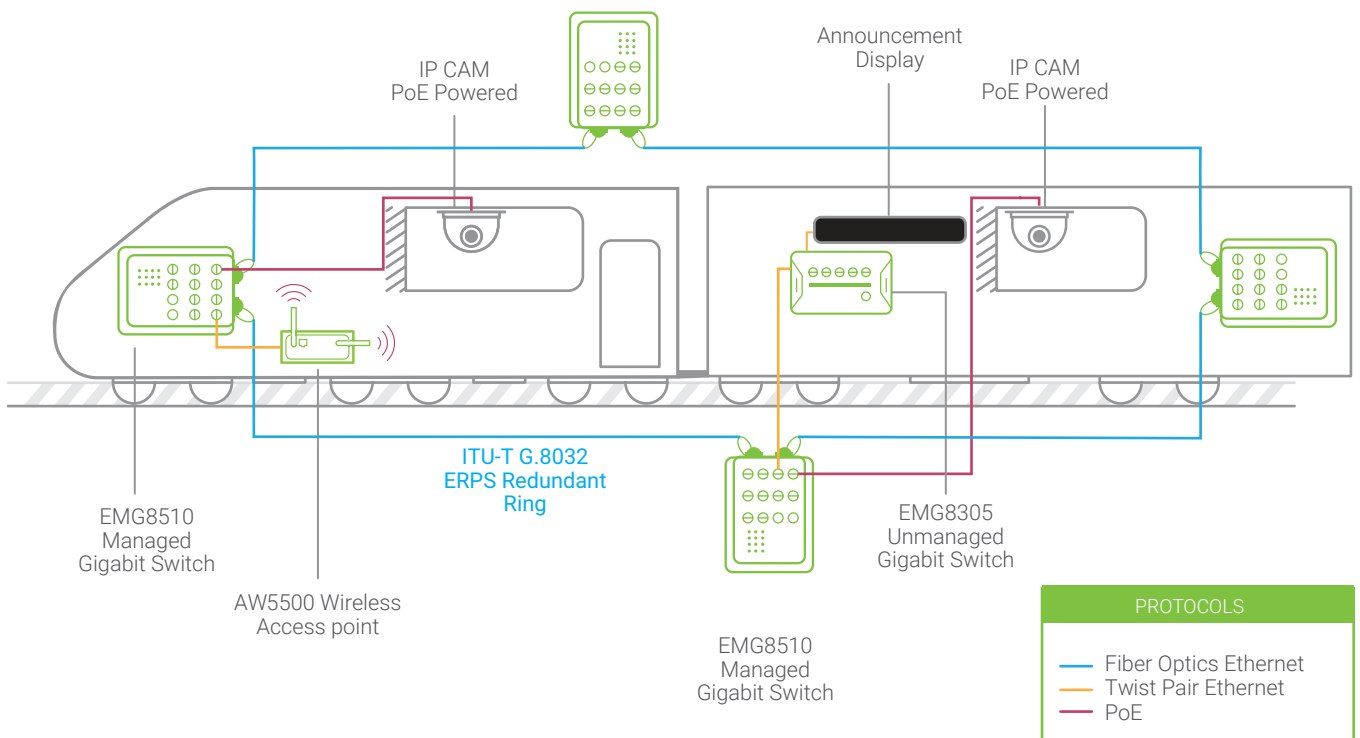 Announcement
Display
IP CAM
PoE Powered
IP CAM
PoE Powered
ITU-T G.8032
ERPS Redundant
Ring
EMG8510
Managed
Gigabit Switch
EMG8305
Unmanaged
Gigabit Switch
AW5500 Wireless
Access point
EMG8510
Managed
Gigabit Switch
PROTOCOLS
Fiber Optics Ethernet
Twist Pair Ethernet
PoE